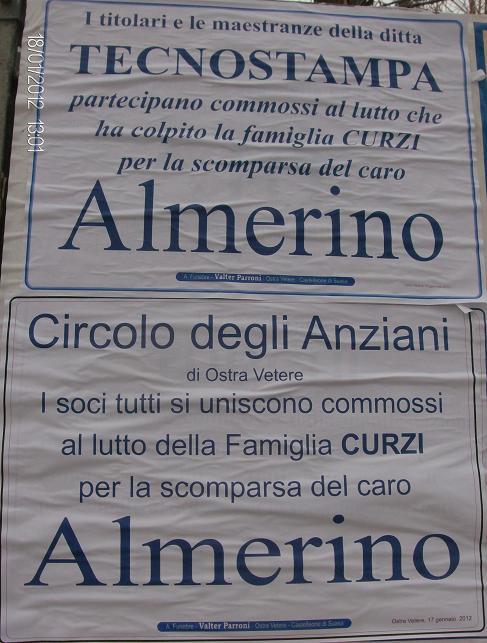 I titolari e le maestranze della ditta
TECNOSTAMPA
partecipano commossi al lutto che
ha colpito la famiglia CURZI
per la scomparsa del caro
Almerino
A. Funebre - Valter Parroni - Ostra Vetere - Castelleone di Suasa
Circolo degli Anziani
di Ostra Vetere
I soci tutti si uniscono commossi
al lutto della Famiglia CURZI
per la scomparsa del caro
Almerino
A. Funebre - Valter Parroni - Ostra Vetere - Castelleone di Suasa
Ostra Vetere, 17 gennaio 2012
18/01/2012 13:01